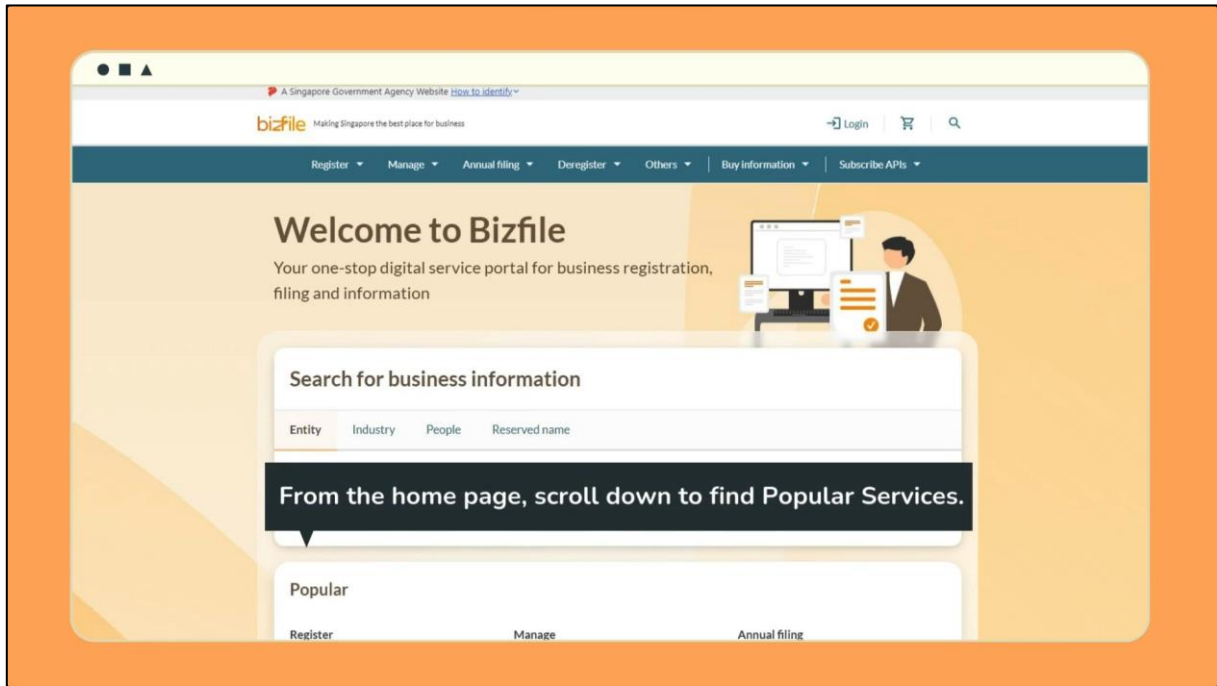 A Singapore Government Agency Website How to identify
bizfile Making Singapore the best place for business
Login
Register Manage Annual filing Deregister Others Buy information Subscribe APIs
Welcome to Bizfile
Your one-stop digital service portal for business registration,
filing and information
Search for business information
Entity Industry People Reserved name
From the home page, scroll down to find Popular Services.
Popular
Register Manage Annual filing